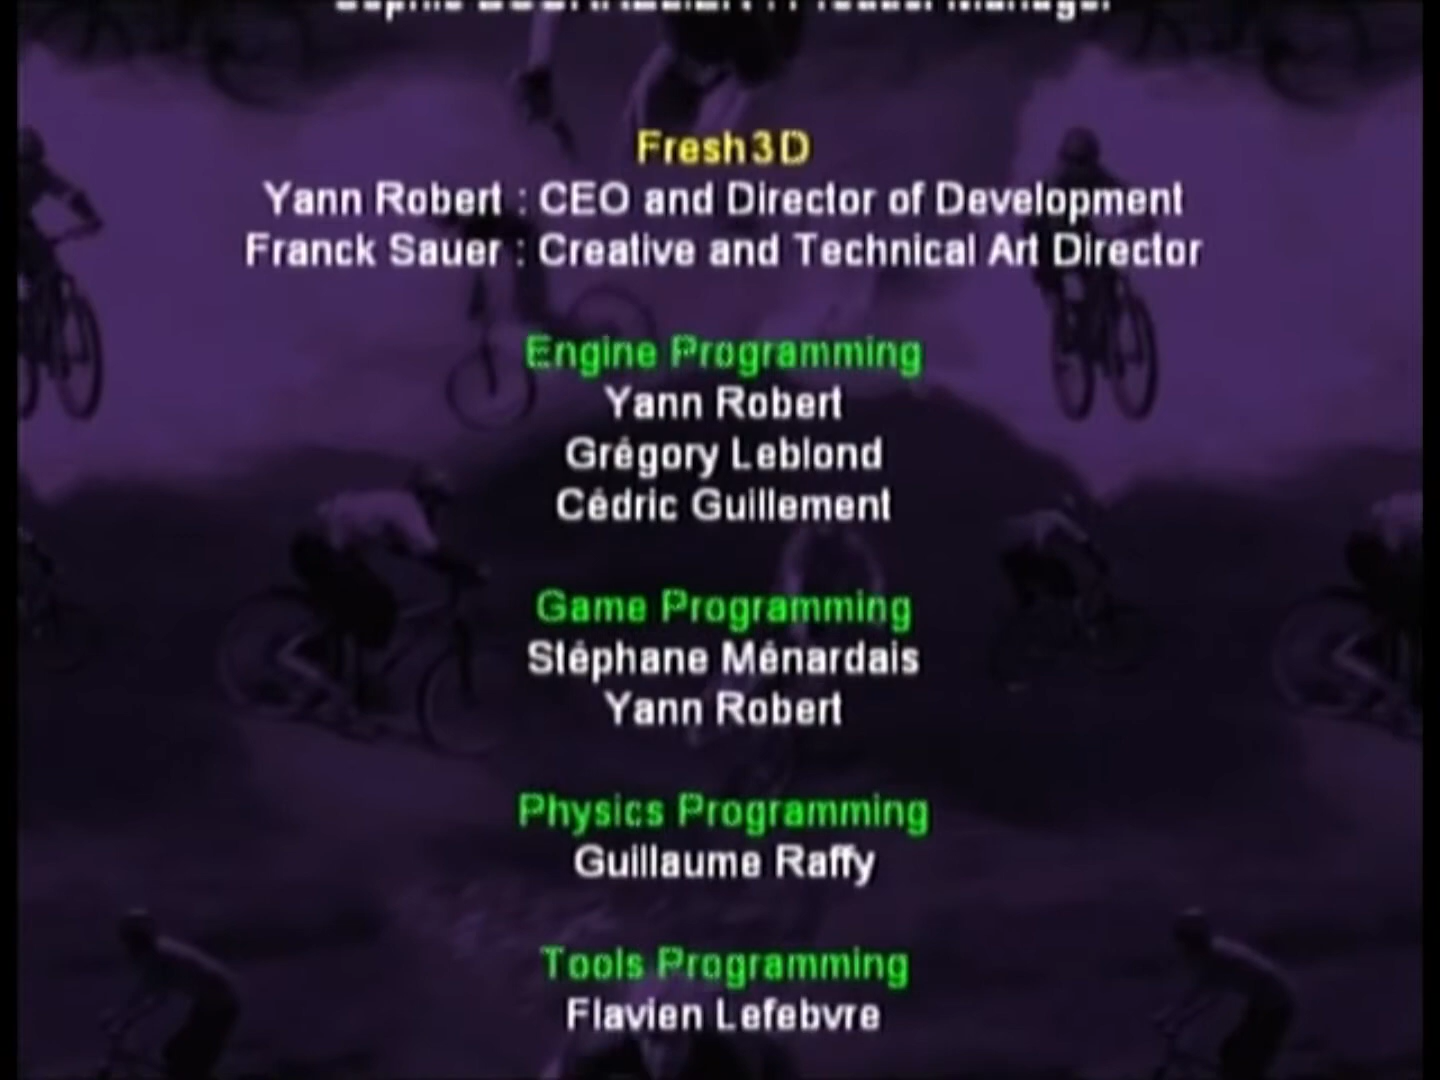 Fresh3D
Yann Robert : CEO and Director of Development
Franck Sauer : Creative and Technical Art Director
Engine Programming
Yann Robert
Grégory Leblond
Cédric Guillement
Game Programming
Stéphane Ménardais
Yann Robert
Physics Programming
Guillaume Raffy
Tools Programming
Flavien Lefebvre